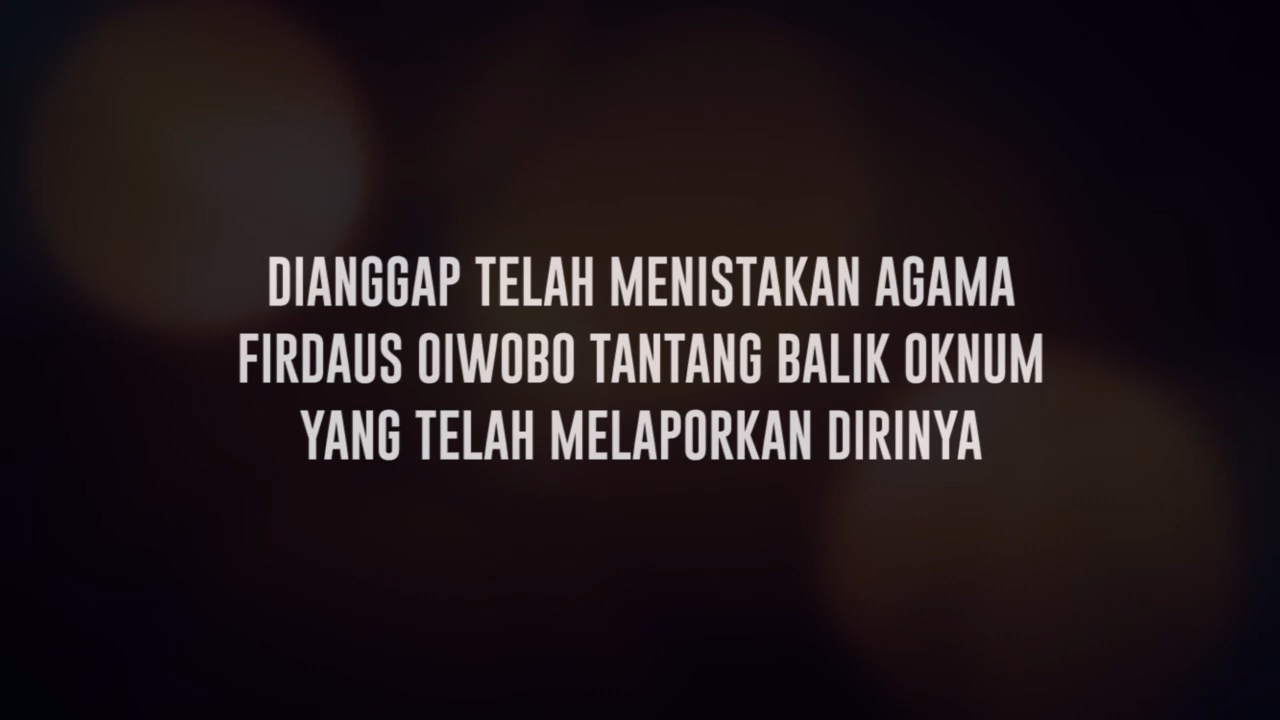 DIANGGAP TELAH MENISTAKAN AGAMA
FIRDAUS OIWOBO TANTANG BALIK OKNUM
YANG TELAH MELAPORKAN DIRINYA